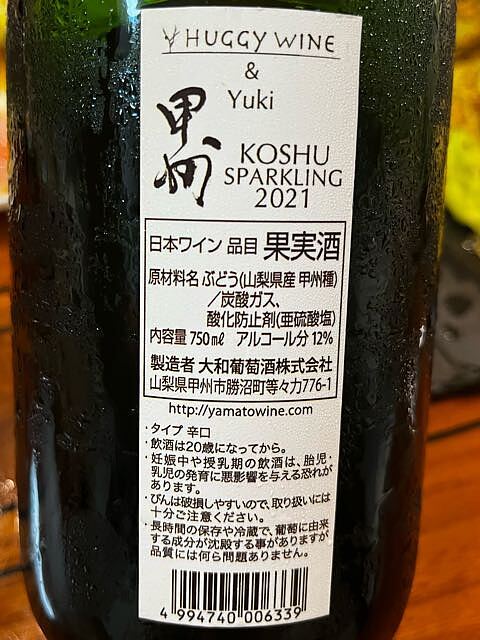 HUGGY WINE
&
Yuki
甲州
KOSHU
SPARKLING
2021
日本ワイン 品目 果実酒
原材料名 ぶどう(山梨県産 甲州種)
／炭酸ガス、
酸化防止剤(亜硫酸塩)
内容量 750㎖ アルコール分 12%
製造者 大和葡萄酒株式会社
山梨県甲州市勝沼町等々力776-1
http://yamatowine.com
・タイプ 辛口
・飲酒は20歳になってから。
・妊娠中や授乳期の飲酒は、胎児・
乳児の発育に悪影響を与える恐れが
あります。
・びんは破損しやすいので、取り扱いには
十分ご注意ください。
・長時間の保存や冷蔵で、葡萄に由来
する成分が沈殿する事がありますが
品質には何ら問題ありません。
4 994740 006339